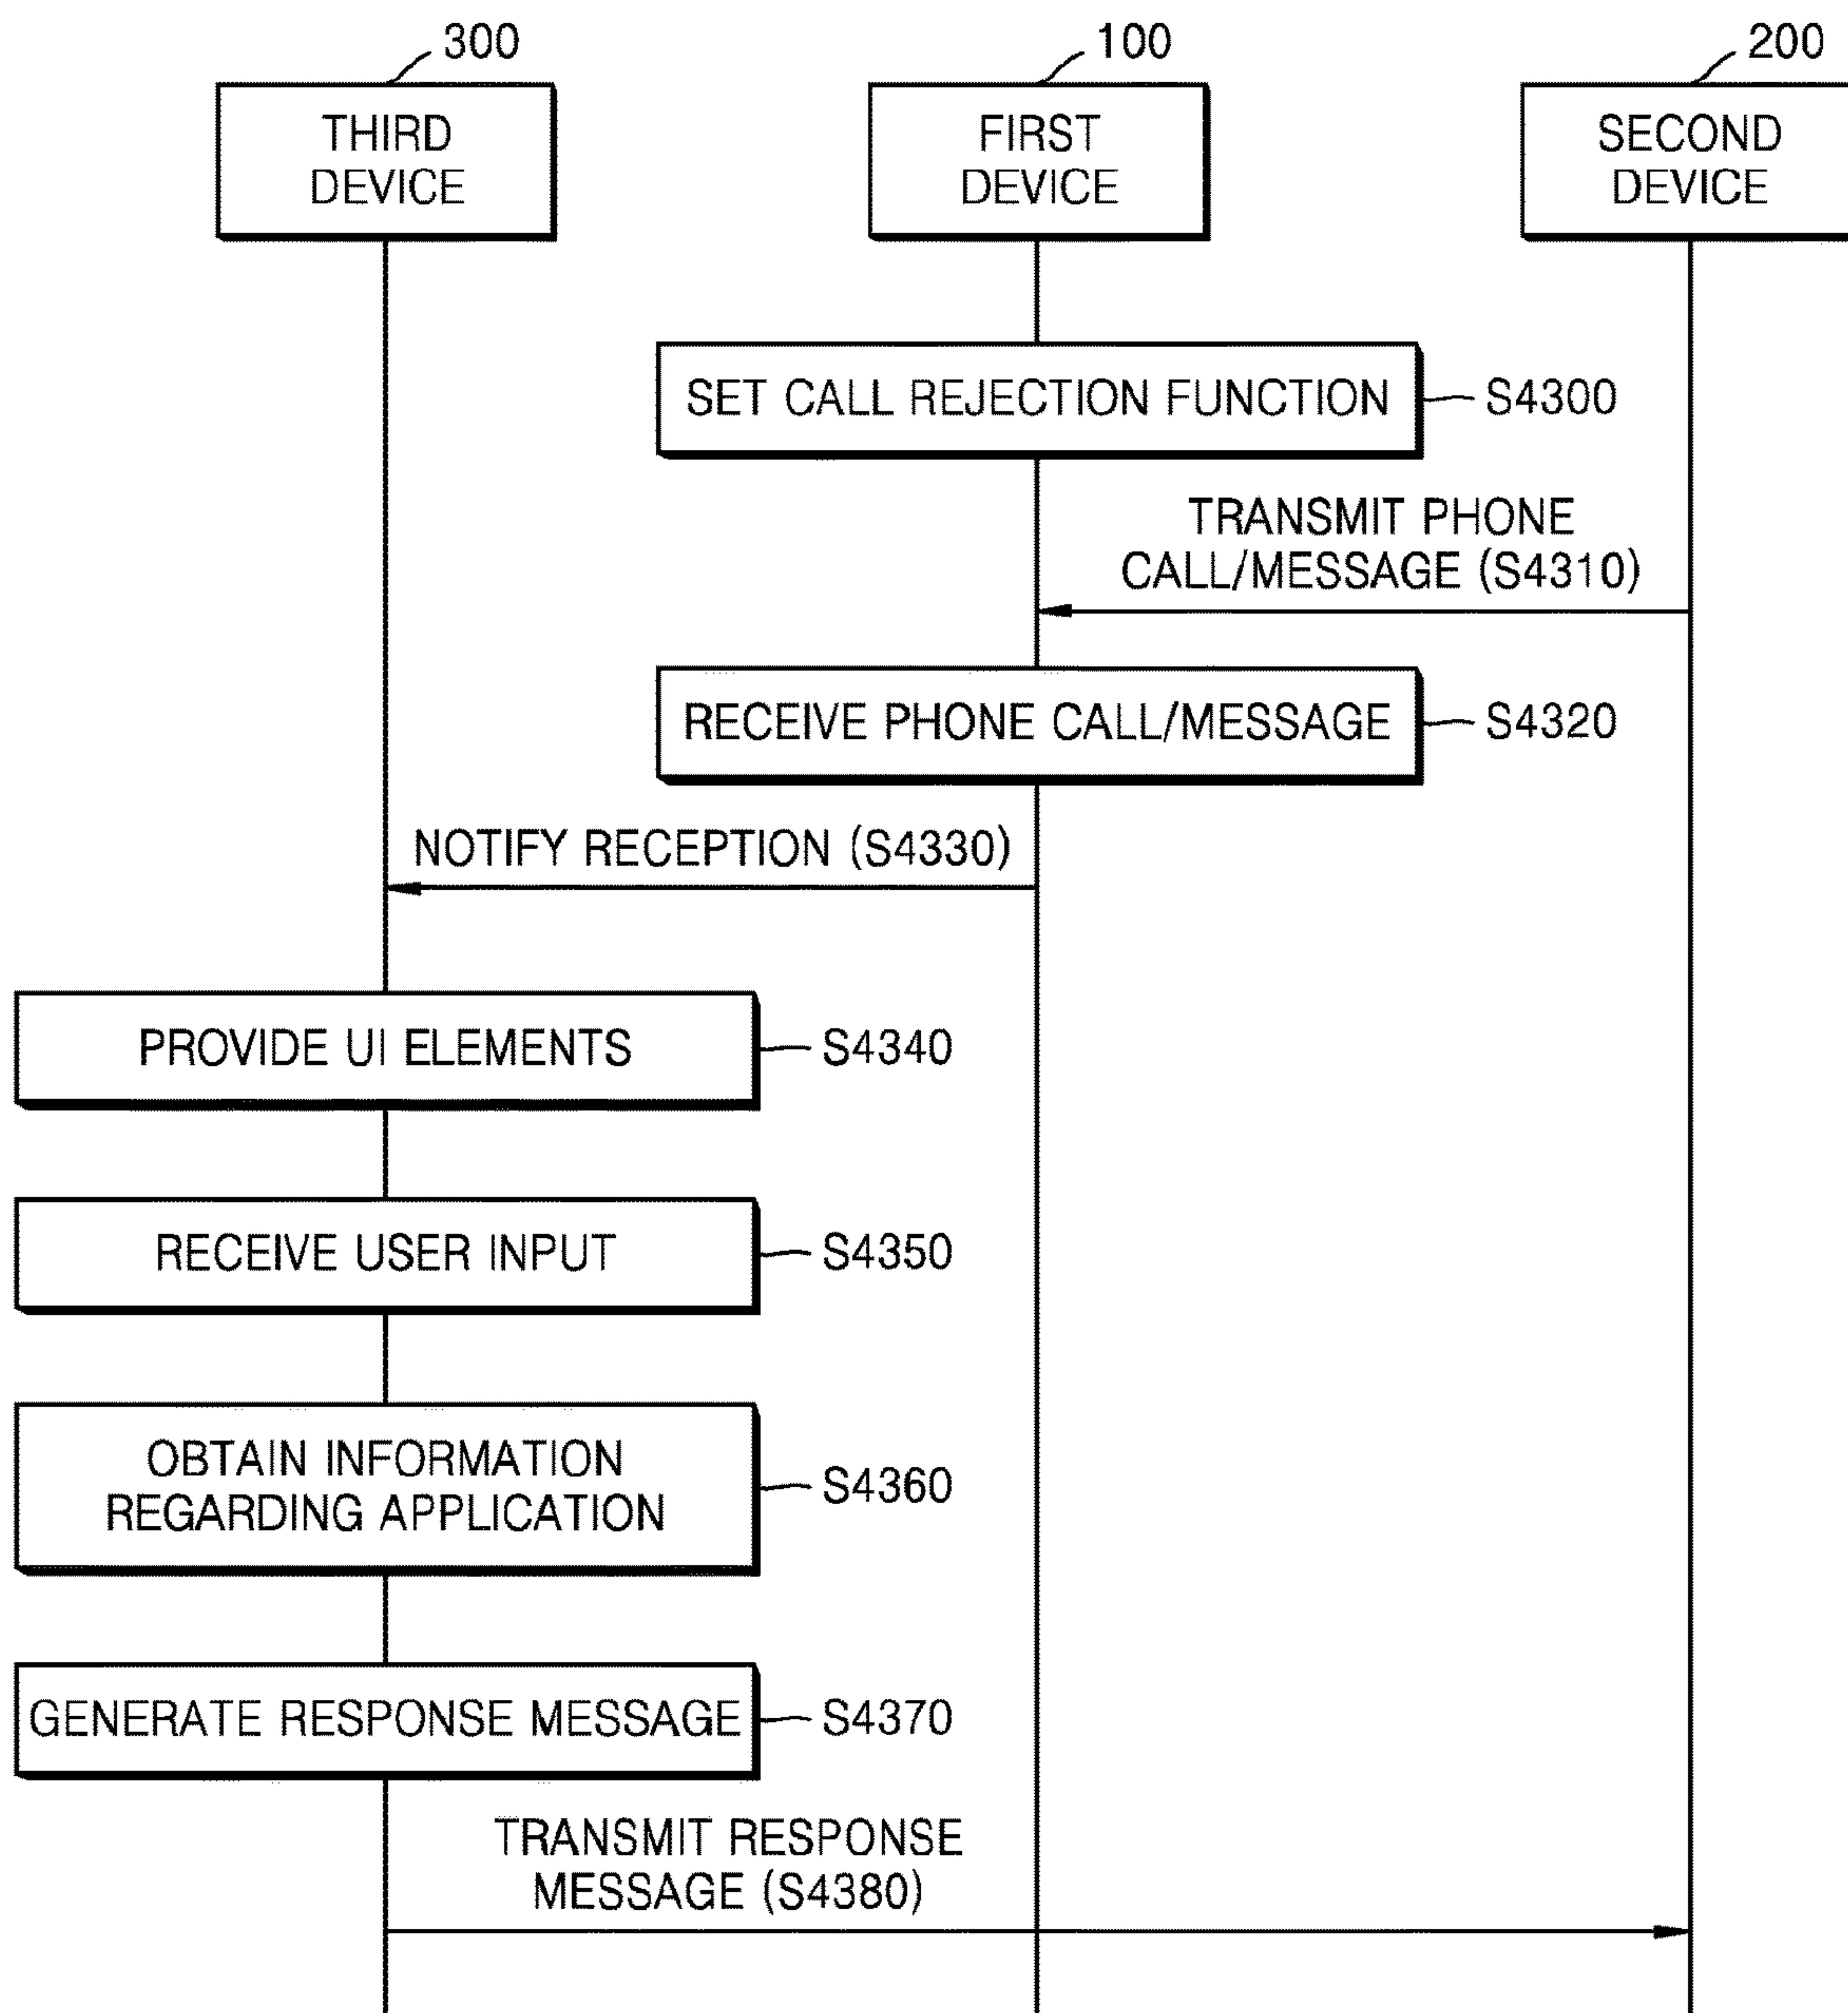 300
100
200
THIRD
DEVICE
FIRST
DEVICE
SECOND
DEVICE
SET CALL REJECTION FUNCTION
S4300
TRANSMIT PHONE
CALL/MESSAGE (S4310)
RECEIVE PHONE CALL/MESSAGE
S4320
NOTIFY RECEPTION (S4330)
PROVIDE UI ELEMENTS
S4340
RECEIVE USER INPUT
S4350
OBTAIN INFORMATION
REGARDING APPLICATION
S4360
GENERATE RESPONSE MESSAGE
S4370
TRANSMIT RESPONSE
MESSAGE (S4380)